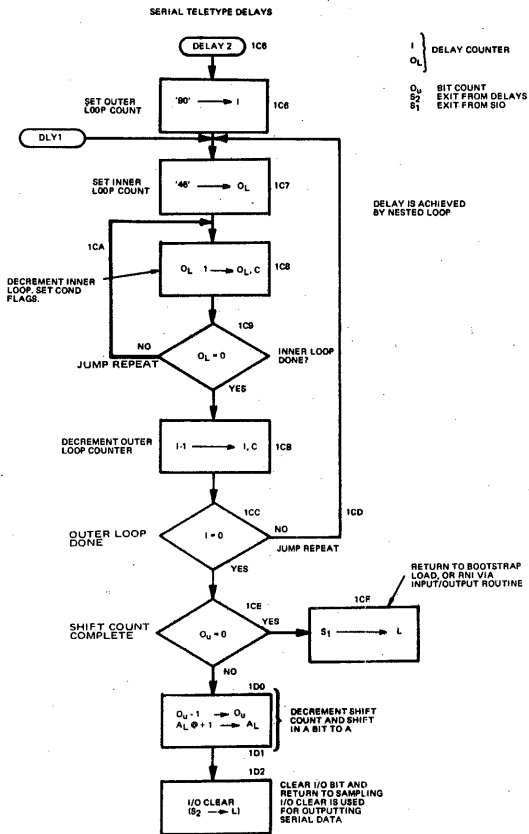 SERIAL TELETYPE DELAYS
DELAY 2
1C6
I
OL
DELAY COUNTER
Ou BIT COUNT
S2 EXIT FROM DELAYS
S1 EXIT FROM SIO
SET OUTER
LOOP COUNT
'90' → I
1C6
DLY1
SET INNER
LOOP COUNT
'46' → OL
1C7
DELAY IS ACHIEVED
BY NESTED LOOP
1CA
DECREMENT INNER
LOOP. SET COND
FLAGS.
OL 1 → OL, C
1C8
1C9
NO
JUMP REPEAT
OL = 0
INNER LOOP
DONE?
YES
DECREMENT OUTER
LOOP COUNTER
I-1 → I, C
1CB
1CC
1CD
OUTER LOOP
DONE
I = 0
NO
JUMP REPEAT
YES
RETURN TO BOOTSTRAP
LOAD, OR RNI VIA
INPUT/OUTPUT ROUTINE
1CE
1CF
SHIFT COUNT
COMPLETE
Ou = 0
YES
S1 → L
NO
1D0
Ou - 1 → Ou
AL @ + 1 → AL
DECREMENT SHIFT
COUNT AND SHIFT
IN A BIT TO A
1D1
1D2
I/O CLEAR
(S2 → L)
CLEAR I/O BIT AND
RETURN TO SAMPLING
I/O CLEAR IS USED
FOR OUTPUTTING
SERIAL DATA